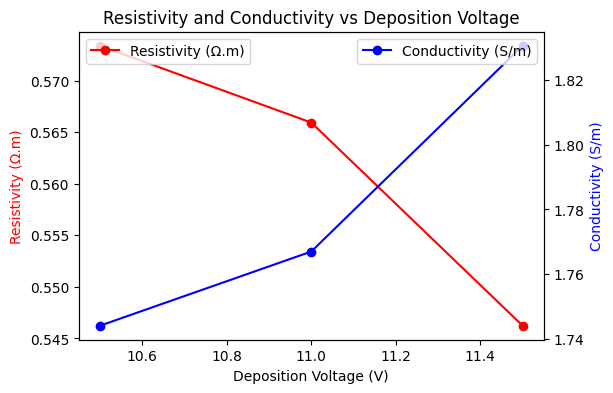 Resistivity and Conductivity vs Deposition Voltage
Resistivity (Ω.m)
Conductivity (S/m)
0.570
0.565
0.560
0.555
0.550
0.545
Resistivity (Ω.m)
1.82
1.80
1.78
1.76
1.74
Conductivity (S/m)
10.6 10.8 11.0 11.2 11.4
Deposition Voltage (V)